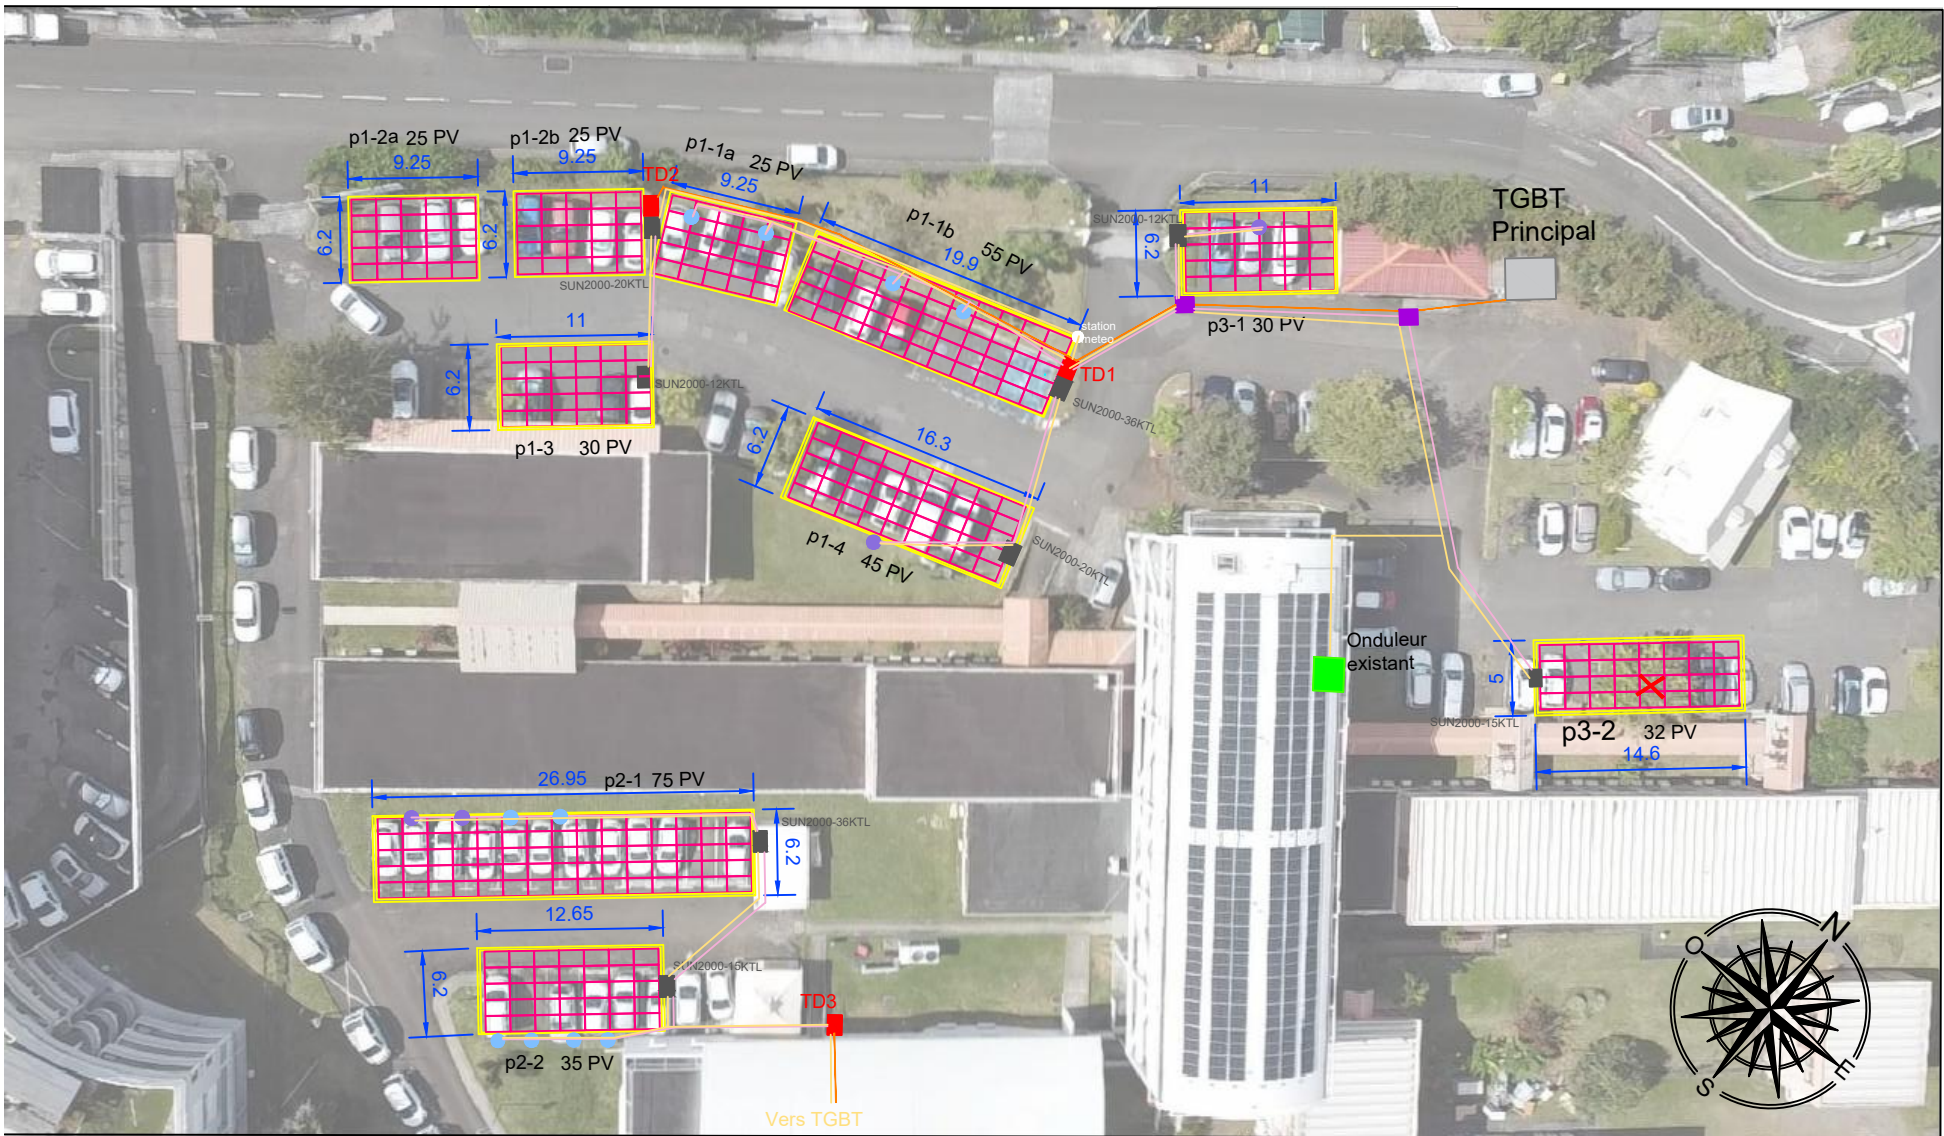 p1-2a 25 PV
9.25
6.2
p1-2b 25 PV
9.25
6.2
TD2
SUN2000-20KTL
p1-1a 25 PV
9.25
p1-1b 55 PV
19.9
station
meteo
TD1
SUN2000-36KTL
11
SUN2000-12KTL
6.2
p3-1 30 PV
TGBT
Principal
11
6.2
SUN2000-12KTL
p1-3 30 PV
6.2
16.3
p1-4 45 PV
SUN2000-20KTL
Onduleur
existant
5
SUN2000-15KTL
p3-2 32 PV
14.6
26.95
p2-1 75 PV
SUN2000-36KTL
6.2
12.65
6.2
SUN2000-15KTL
p2-2 35 PV
TD3
Vers TGBT
N
O
E
S